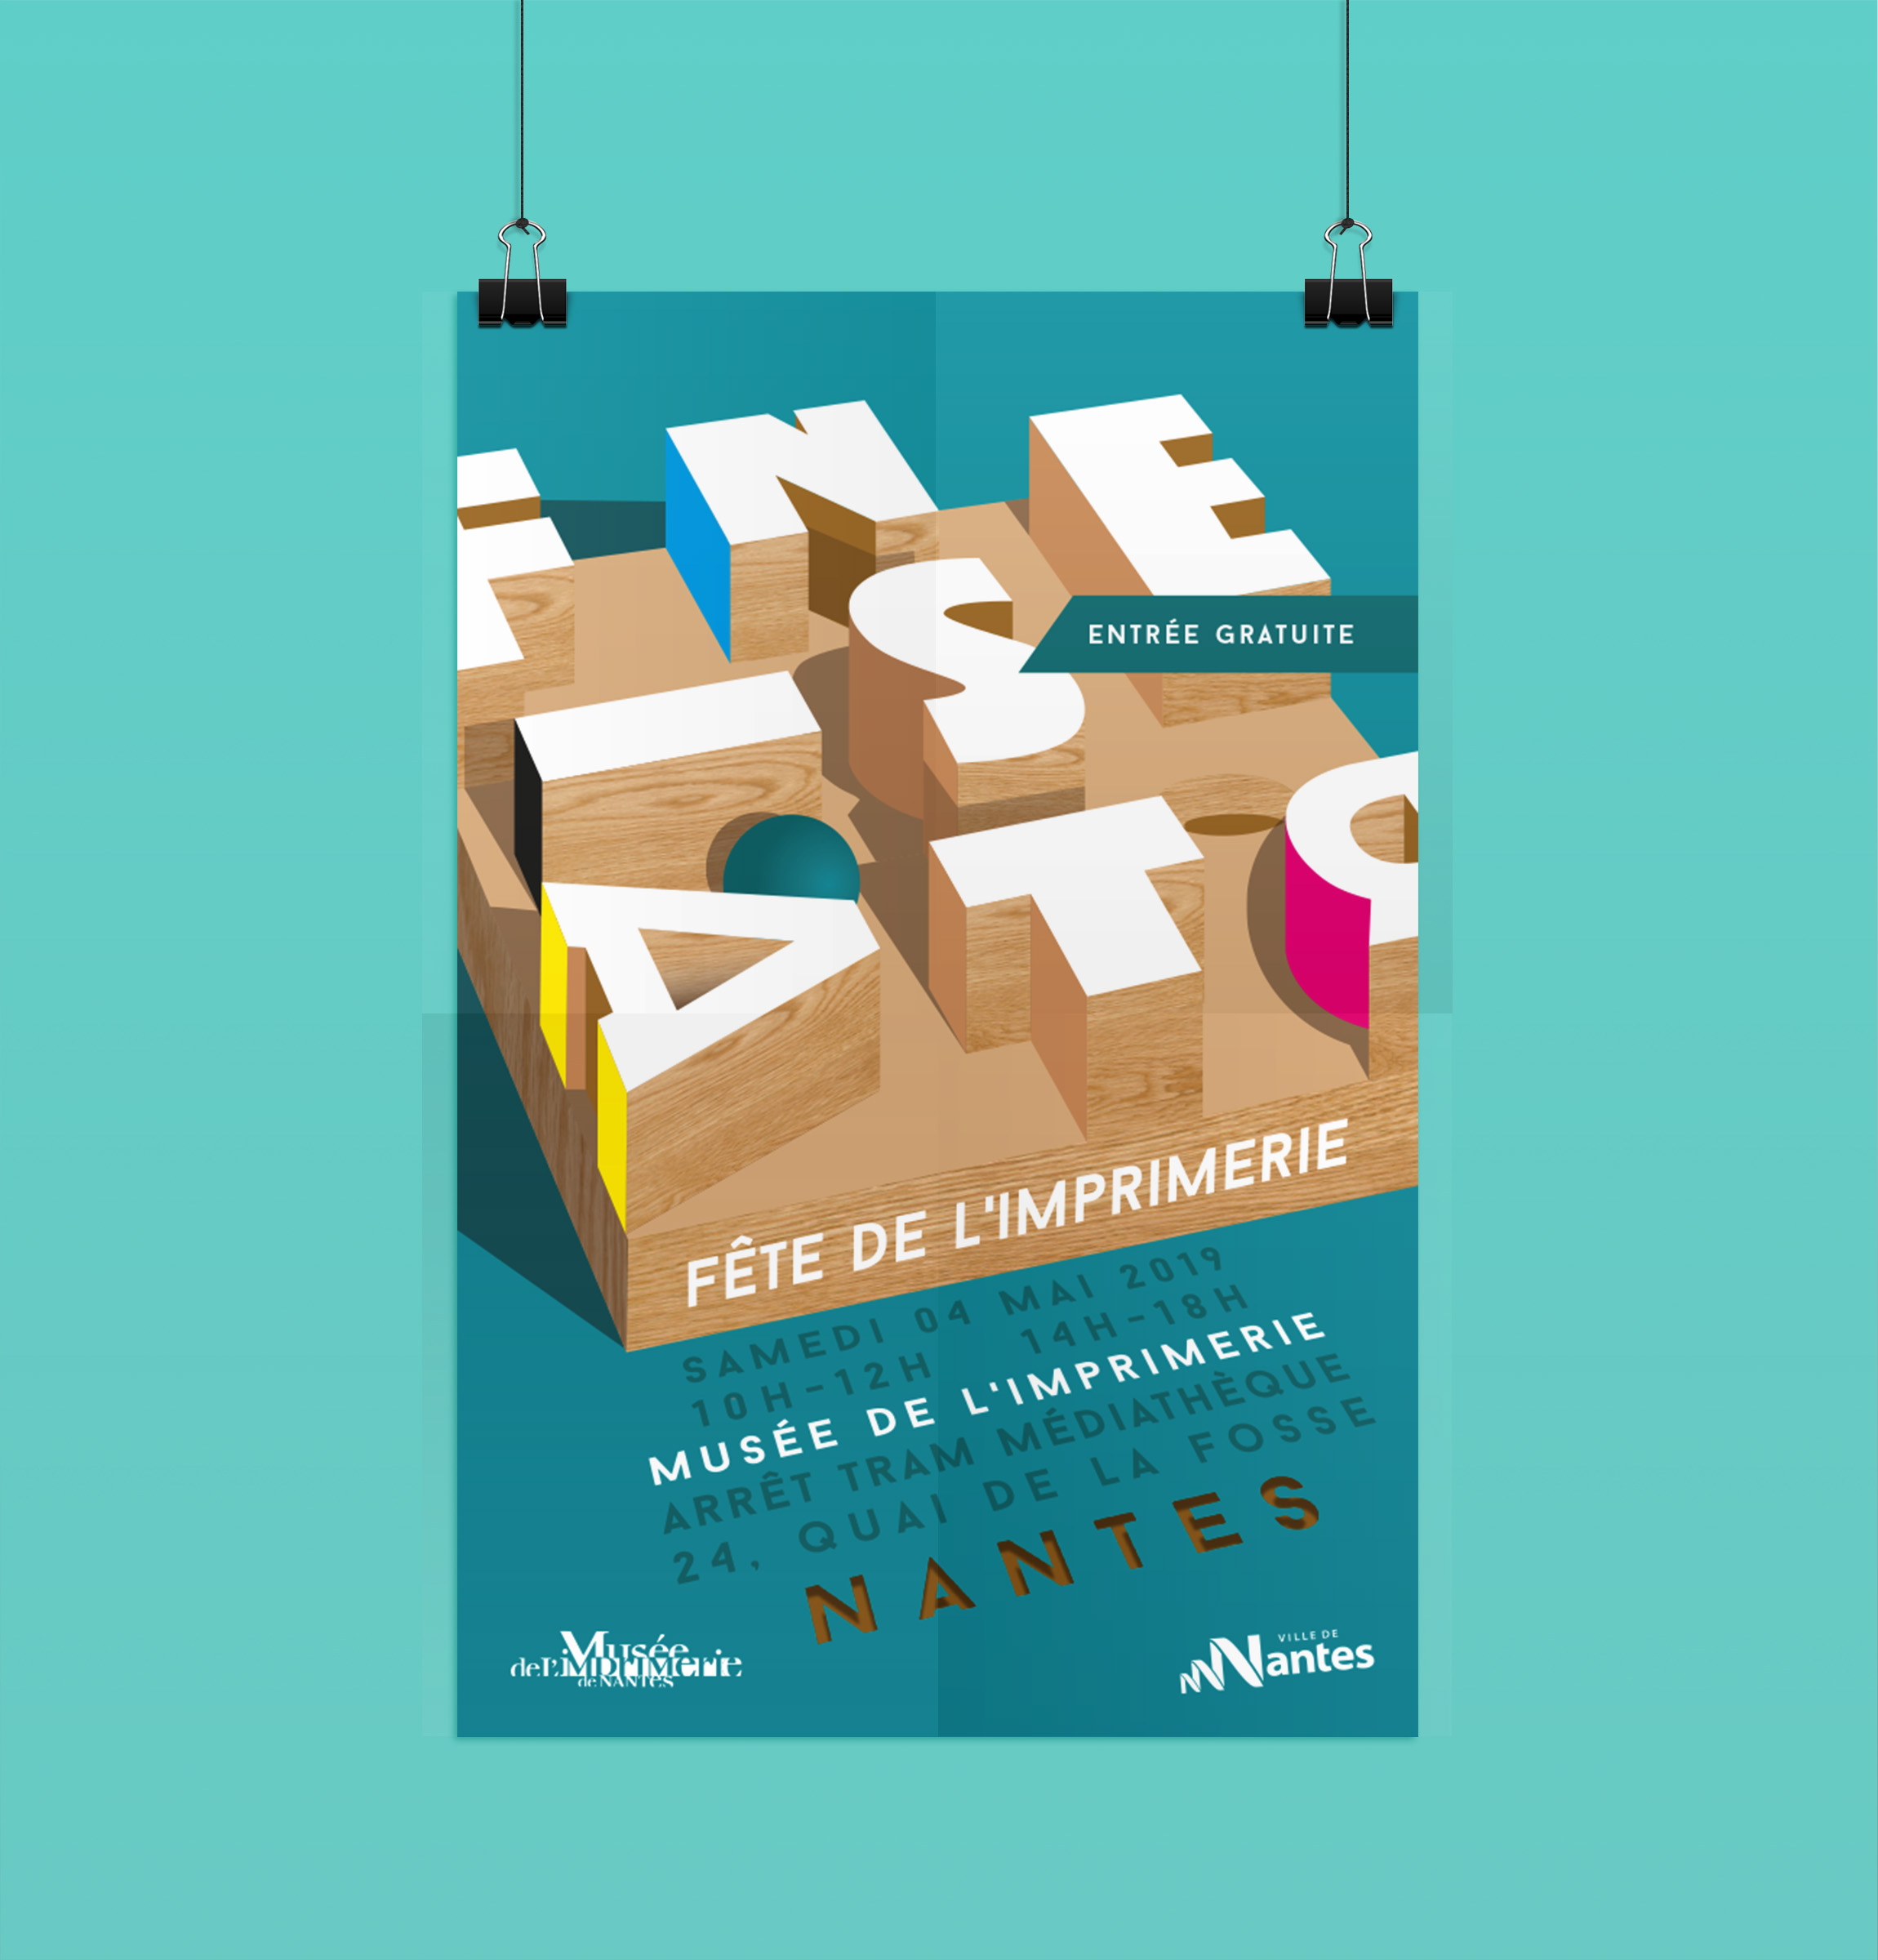 N E
I S
A T
ENTRÉE GRATUITE
FÊTE DE L'IMPRIMERIE
SAMEDI 04 MAI 2019
10H-12H 14H-18H
MUSÉE DE L'IMPRIMERIE
ARRÊT TRAM MÉDIATHÈQUE
24, QUAI DE LA FOSSE
NANTES
Musée
de L'iMPriMerie
de NANTES
VILLE DE
Nantes